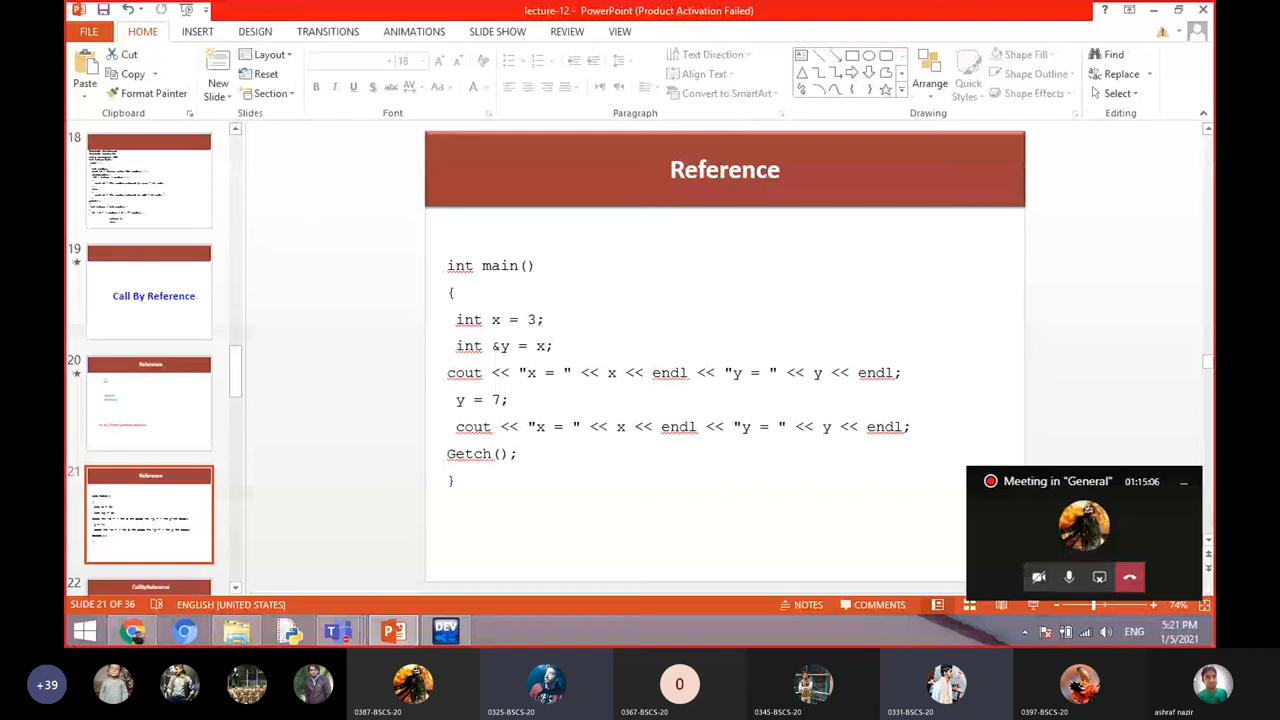 lecture-12 - PowerPoint (Product Activation Failed)
FILE HOME INSERT DESIGN TRANSITIONS ANIMATIONS SLIDE SHOW REVIEW VIEW
Paste
Cut
Copy
Format Painter
Clipboard
New Slide
Layout
Reset
Section
Slides
18
Font
Text Direction
Align Text
Convert to SmartArt
Paragraph
Arrange
Quick Styles
Shape Fill
Shape Outline
Shape Effects
Drawing
Find
Replace
Select
Editing
18
19
Call By Reference
20
Reference
21
Reference
22
CallByReference
Reference
int main()
{
int x = 3;
int &y = x;
cout << "x = " << x << endl << "y = " << y << endl;
y = 7;
cout << "x = " << x << endl << "y = " << y << endl;
Getch();
}
Meeting in "General" 01:15:06
SLIDE 21 OF 36 ENGLISH (UNITED STATES) NOTES COMMENTS 74%
DEV
ENG
5:21 PM
1/5/2021
+39
0
0387-BSCS-20 0325-BSCS-20 0367-BSCS-20 0345-BSCS-20 0331-BSCS-20 0397-BSCS-20 ashraf nazir